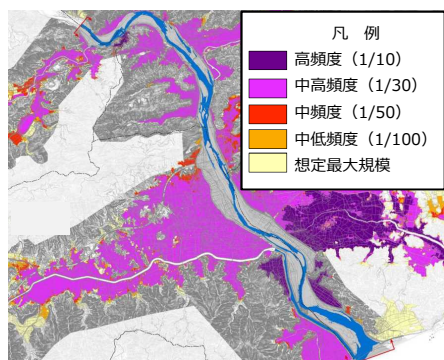 凡 例
高頻度（1/10）
中高頻度（1/30）
中頻度（1/50）
中低頻度（1/100）
想定最大規模